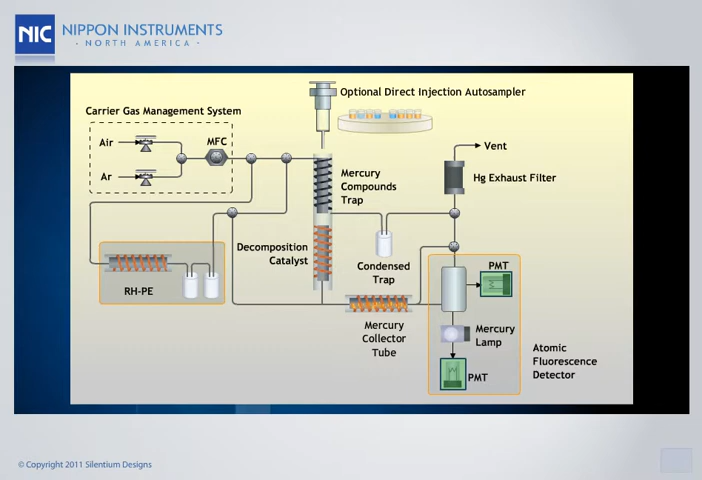 NIC NIPPON INSTRUMENTS
· NORTH AMERICA ·
Optional Direct Injection Autosampler
Carrier Gas Management System
Air
MFC
Ar
Vent
Mercury
Compounds
Trap
Hg Exhaust Filter
Decomposition
Catalyst
Condensed
Trap
RH-PE
PMT
Mercury
Collector
Tube
Mercury
Lamp
Atomic
Fluorescence
Detector
PMT
© Copyright 2011 Silentium Designs